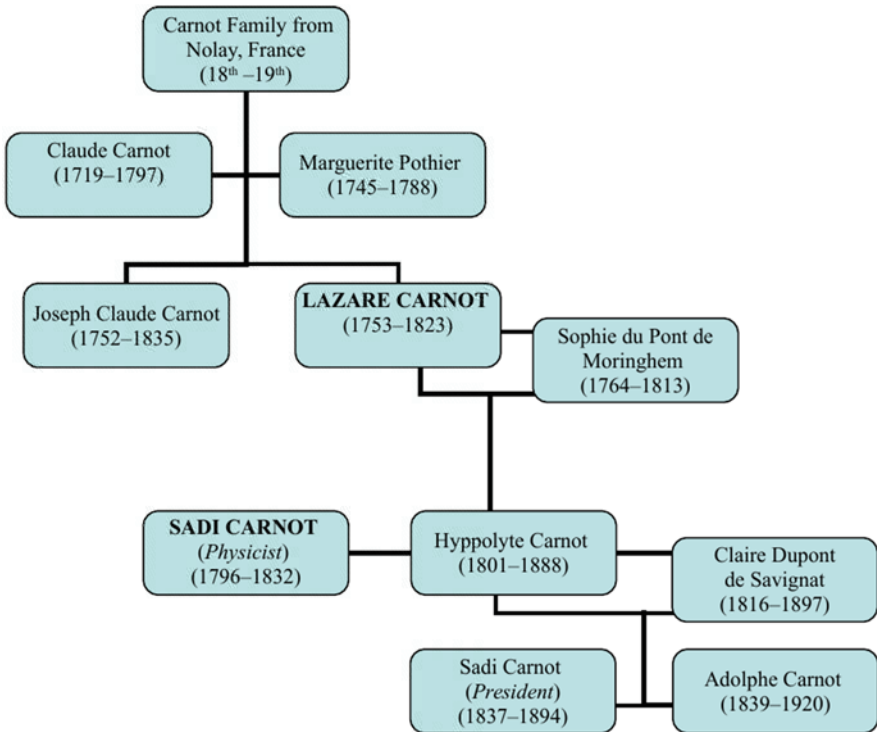 Carnot Family from
Nolay, France
(18th –19th)
Claude Carnot
(1719–1797)
Marguerite Pothier
(1745–1788)
Joseph Claude Carnot
(1752–1835)
LAZARE CARNOT
(1753–1823)
Sophie du Pont de
Moringhem
(1764–1813)
SADI CARNOT
(Physicist)
(1796–1832)
Hyppolyte Carnot
(1801–1888)
Claire Dupont
de Savignat
(1816–1897)
Sadi Carnot
(President)
(1837–1894)
Adolphe Carnot
(1839–1920)